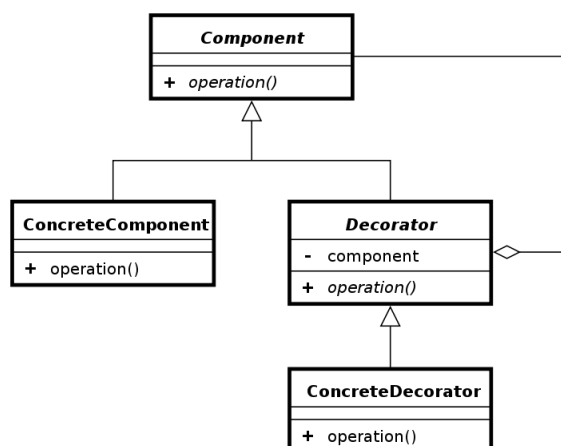 Component
+ operation()
ConcreteComponent
+ operation()
Decorator
- component
+ operation()
ConcreteDecorator
+ operation()